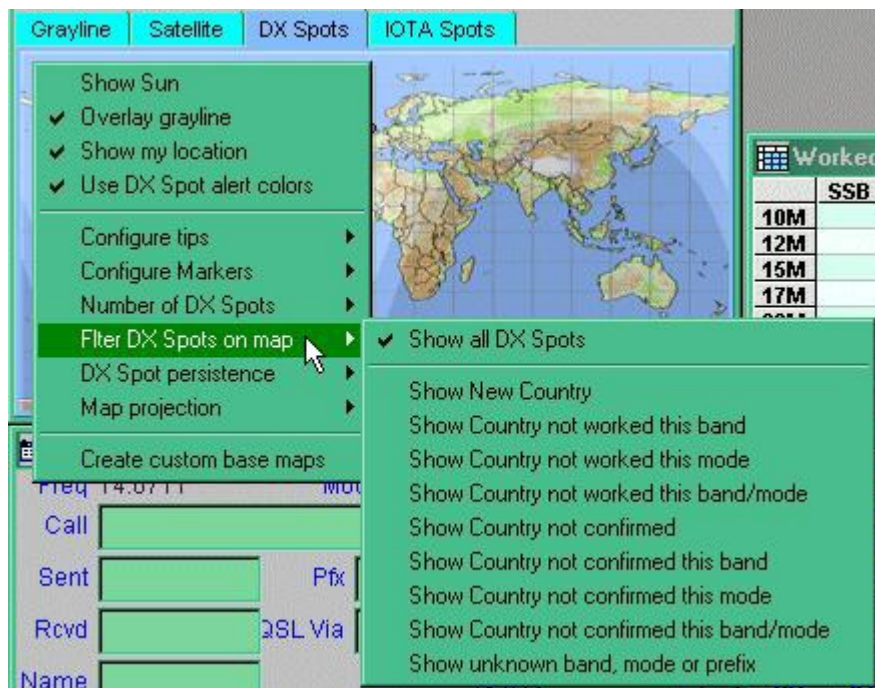 Grayline Satellite DX Spots IOTA Spots
Show Sun
Overlay grayline
Show my location
Use DX Spot alert colors
Configure tips
Configure Markers
Number of DX Spots
Flter DX Spots on map
DX Spot persistence
Map projection
Create custom base maps
Show all DX Spots
Show New Country
Show Country not worked this band
Show Country not worked this mode
Show Country not worked this band/mode
Show Country not confirmed
Show Country not confirmed this band
Show Country not confirmed this mode
Show Country not confirmed this band/mode
Show unknown band, mode or prefix
Worked
SSB
10M
12M
15M
17M
Freq
Call
Sent Pfx
Rcvd QSL Via
Name